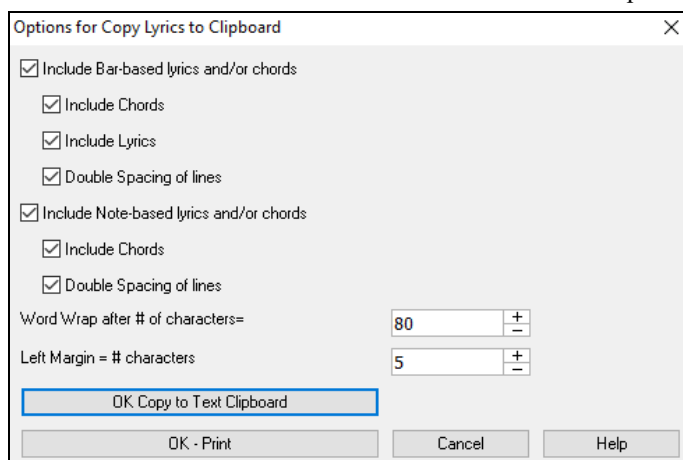 Options for Copy Lyrics to Clipboard
Include Bar-based lyrics and/or chords
Include Chords
Include Lyrics
Double Spacing of lines
Include Note-based lyrics and/or chords
Include Chords
Double Spacing of lines
Word Wrap after # of characters= 80
Left Margin = # characters 5
OK Copy to Text Clipboard
OK - Print Cancel Help